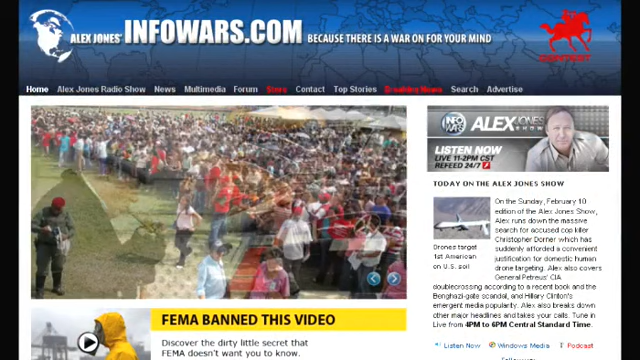 ALEX JONES' INFOWARS.COM BECAUSE THERE IS A WAR ON FOR YOUR MIND
CONTACT
Home Alex Jones Radio Show News Multimedia Forum Store Contact Top Stories Breaking News Search Advertise
INFO WARS ALEX JONES SHOW
LISTEN NOW
LIVE 11-2PM CST
REFEED 24/7
TODAY ON THE ALEX JONES SHOW
On the Sunday, February 10
edition of the Alex Jones Show,
Alex runs down the massive
search for accused cop killer
Christopher Dorner which has
suddenly afforded a convenient
justification for domestic human
drone targeting. Alex also covers
General Petreus' CIA
Drones target
1st American
on U.S. soil
doublecrossing according to a recent book and the
Benghazi-gate scandal, and Hillary Clinton's
emergent media popularity. Alex also breaks down
other major headlines and takes your calls. Tune in
Live from 4PM to 6PM Central Standard Time.
Listen Now Windows Media Podcast
FEMA BANNED THIS VIDEO
Discover the dirty little secret that
FEMA doesn't want you to know.